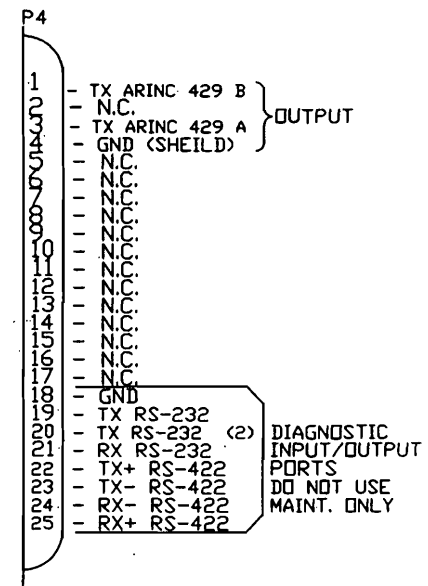 P4
1 - TX ARINC 429 B
2 - N.C.
3 - TX ARINC 429 A
4 - GND (SHEILD)
OUTPUT
5 - N.C.
6 - N.C.
7 - N.C.
8 - N.C.
9 - N.C.
10 - N.C.
11 - N.C.
12 - N.C.
13 - N.C.
14 - N.C.
15 - N.C.
16 - N.C.
17 - N.C.
18 - GND
19 - TX RS-232
20 - TX RS-232 (2)
21 - RX RS-232
22 - TX+ RS-422
23 - TX- RS-422
24 - RX- RS-422
25 - RX+ RS-422
DIAGNOSTIC
INPUT/OUTPUT
PORTS
DO NOT USE
MAINT. ONLY